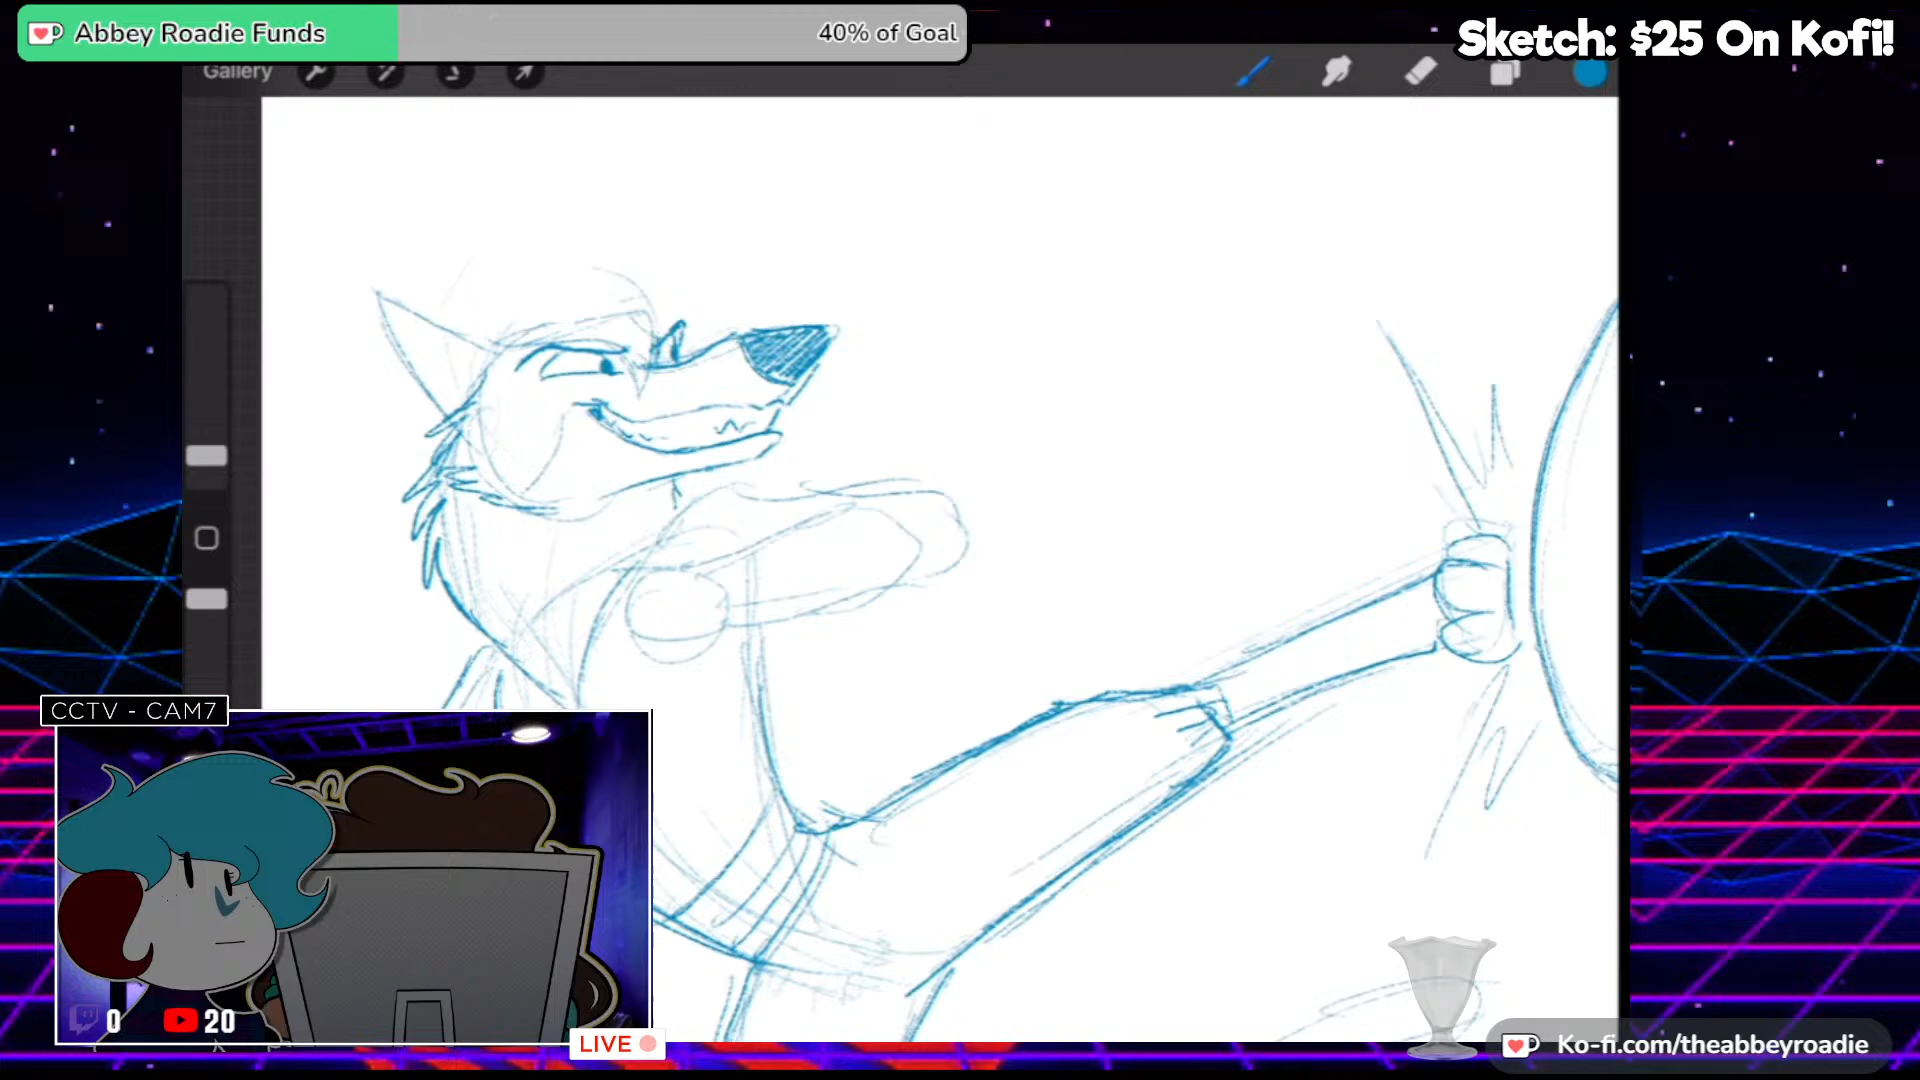 Abbey Roadie Funds
40% of Goal
Sketch: $25 On Kofi!
Gallery
CCTV - CAM7
0
20
LIVE
Ko-fi.com/theabbeyroadie